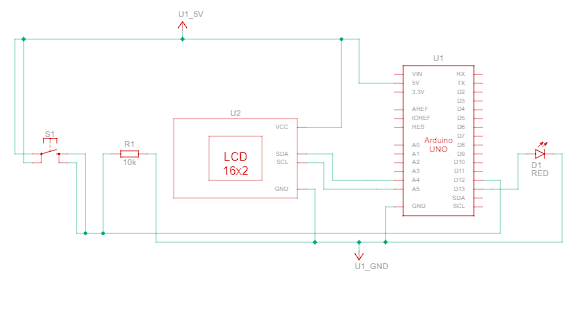 U1_5V
U1
VIN
5V
3.3V
AREF
IOREF
RES
A0
A1
A2
A3
A4
A5
GND
Arduino
UNO
RX
TX
D2
D3
D4
D5
D6
D7
D8
D9
D10
D11
D12
D13
SDA
SCL
U2
VCC
LCD
16x2
SDA
SCL
GND
S1
R1
10k
D1
RED
U1_GND